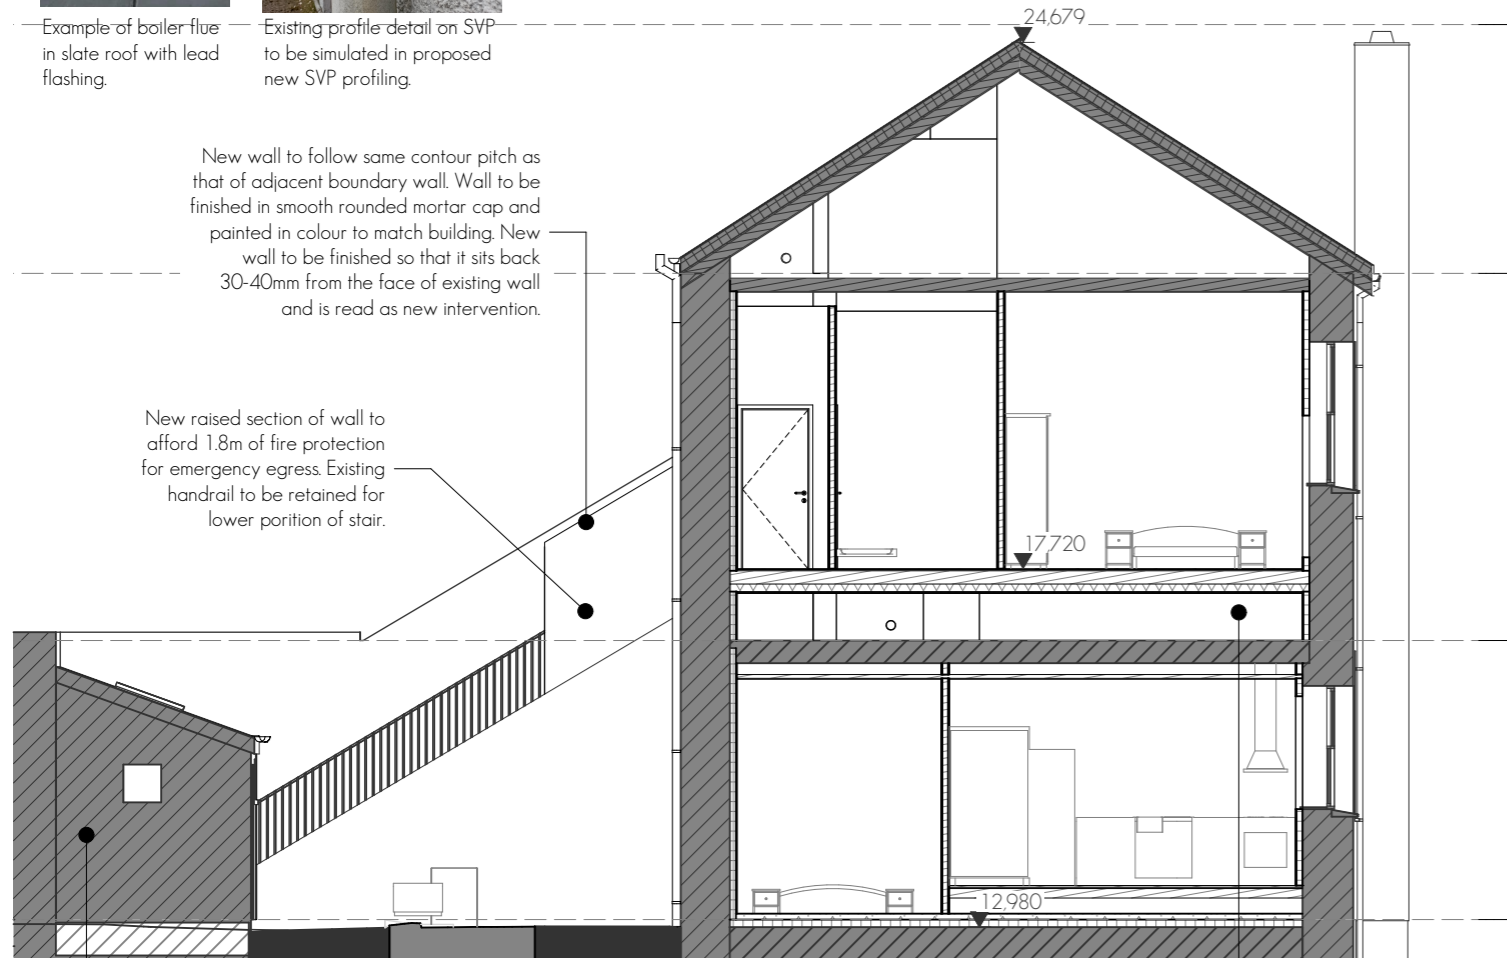 Example of boiler flue
in slate roof with lead
flashing.
Existing profile detail on SVP
to be simulated in proposed
new SVP profiling.
24,679
New wall to follow same contour pitch as
that of adjacent boundary wall. Wall to be
finished in smooth rounded mortar cap and
painted in colour to match building. New
wall to be finished so that it sits back
30-40mm from the face of existing wall
and is read as new intervention.
New raised section of wall to
afford 1.8m of fire protection
for emergency egress. Existing
handrail to be retained for
lower porition of stair.
17,720
12,980